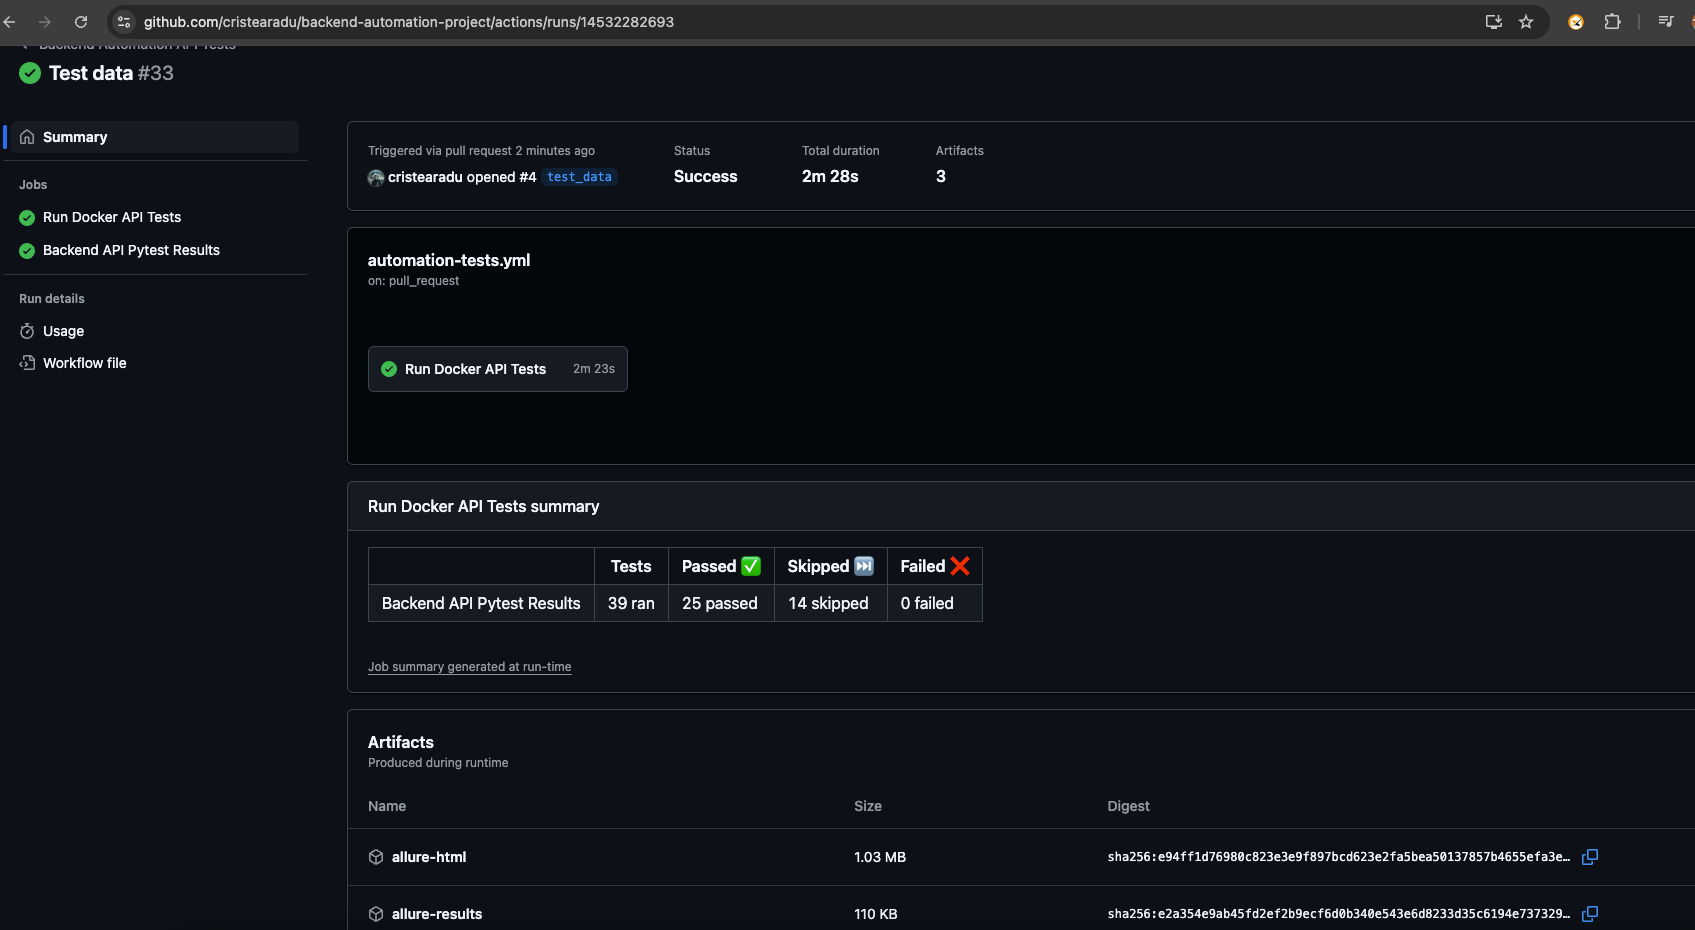 github.com/cristearadu/backend-automation-project/actions/runs/14532282693
Backend Automation API Tests
Test data #33
Summary
Jobs
Run Docker API Tests
Backend API Pytest Results
Run details
Usage
Workflow file
Triggered via pull request 2 minutes ago
cristearadu opened #4 test_data
Status
Success
Total duration
2m 28s
Artifacts
3
automation-tests.yml
on: pull_request
Run Docker API Tests 2m 23s
Run Docker API Tests summary
Tests Passed ✅ Skipped ⏭️ Failed ❌
Backend API Pytest Results 39 ran 25 passed 14 skipped 0 failed
Job summary generated at run-time
Artifacts
Produced during runtime
Name Size Digest
allure-html 1.03 MB sha256:e94ff1d76980c823e3e9f897bcd623e2fa5bea50137857b4655efa3e…
allure-results 110 KB sha256:e2a354e9ab45fd2ef2b9ecf6d0b340e543e6d8233d35c6194e737329…